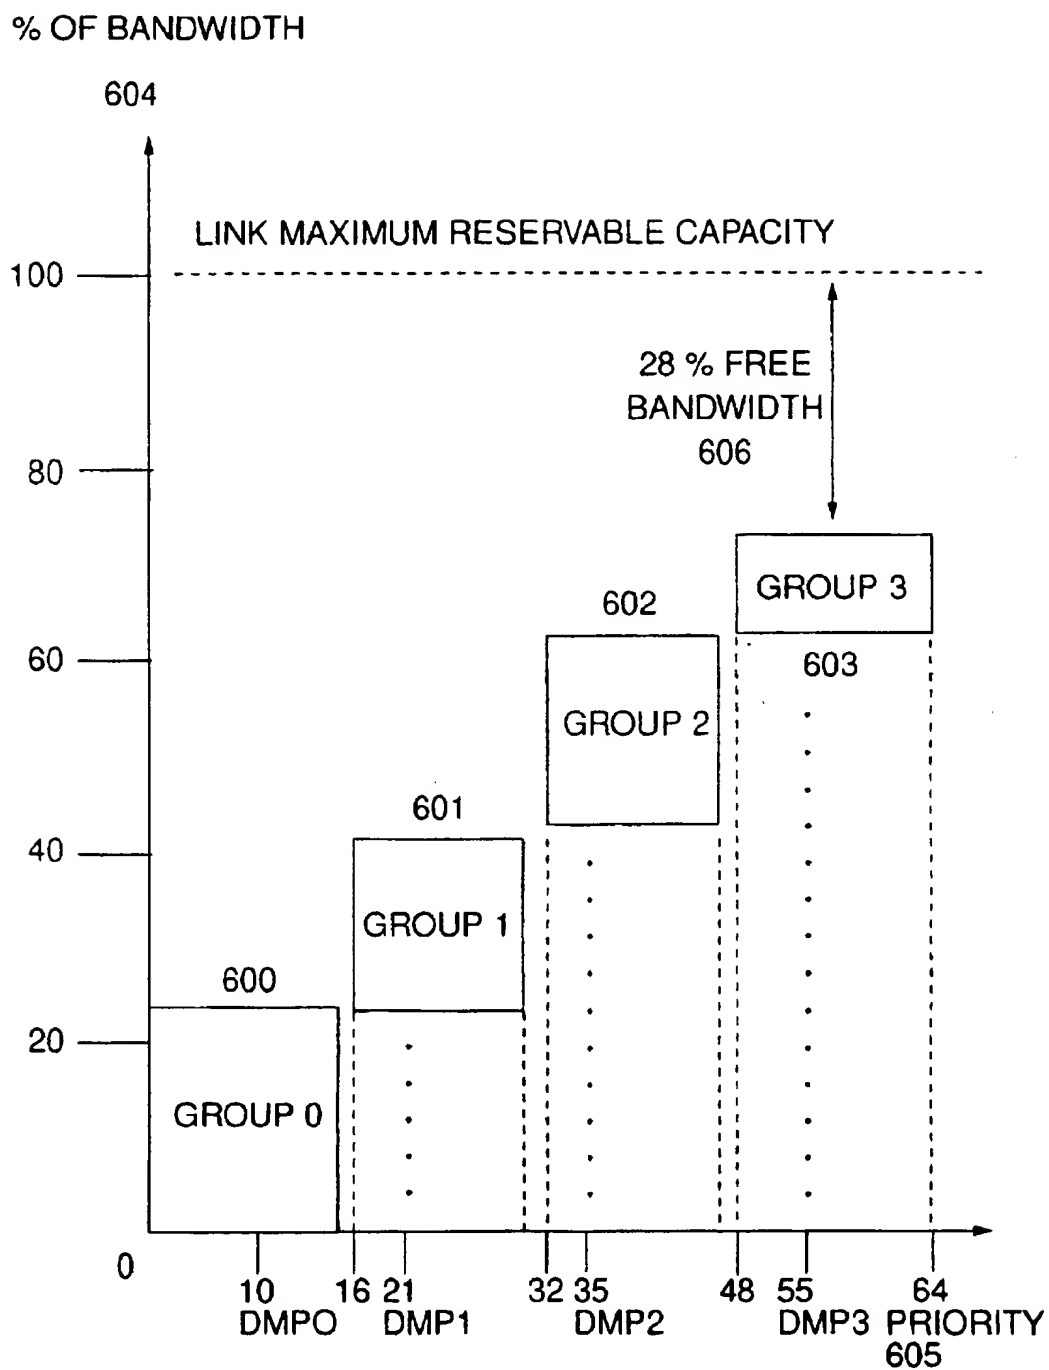 % OF BANDWIDTH
604
LINK MAXIMUM RESERVABLE CAPACITY
100
28 % FREE
BANDWIDTH
606
80
GROUP 3
602
60
603
GROUP 2
601
40
GROUP 1
600
20
GROUP 0
0
10 16 21 32 35 48 55 64
DMPO DMP1 DMP2 DMP3 PRIORITY
605